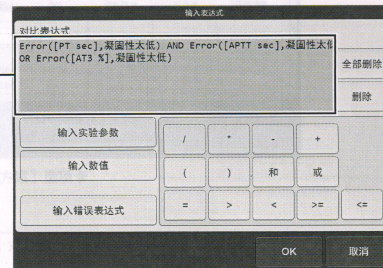 输入表达式
对比表达式
Error([PT sec],凝固性太低) AND Error([APTT sec],凝固性太低
OR Error([AT3 %],凝固性太低)
全部删除
删除
输入实验参数
/ * - +
输入数值
( ) 和 或
输入错误表达式
= > < >= <=
OK 取消